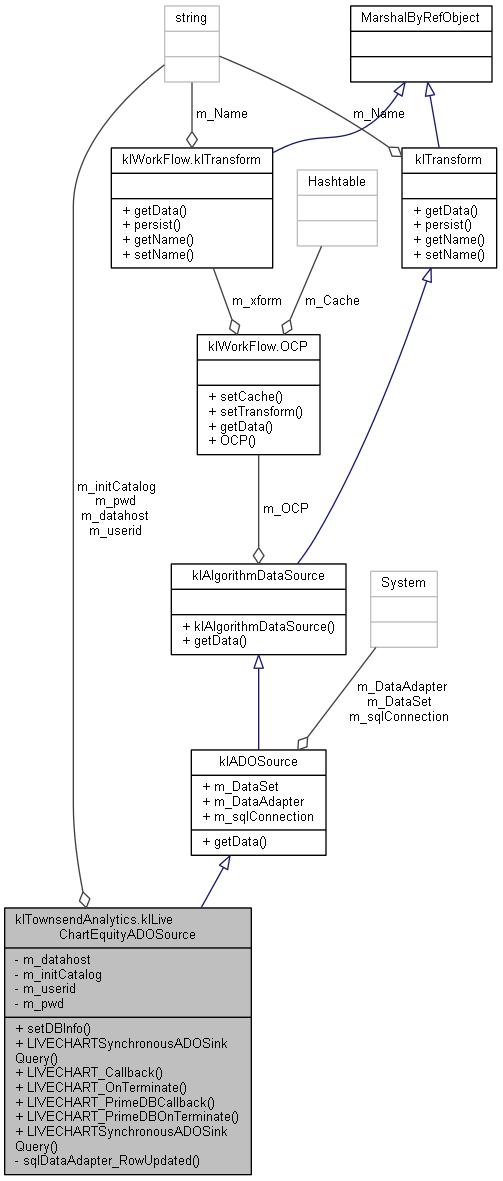 string
MarshalByRefObject
m_Name
m_Name
klWorkFlow.klTransform
+ getData()
+ persist()
+ getName()
+ setName()
Hashtable
klTransform
+ getData()
+ persist()
+ getName()
+ setName()
m_xform
m_Cache
klWorkFlow.OCP
+ setCache()
+ setTransform()
+ getData()
+ OCP()
m_initCatalog
m_pwd
m_datahost
m_userid
m_OCP
klAlgorithmDataSource
+ klAlgorithmDataSource()
+ getData()
System
m_DataAdapter
m_DataSet
m_sqlConnection
klADOSource
+ m_DataSet
+ m_DataAdapter
+ m_sqlConnection
+ getData()
klTownsendAnalytics.klLive
ChartEquityADOSource
- m_datahost
- m_initCatalog
- m_userid
- m_pwd
+ setDBInfo()
+ LIVECHARTSynchronousADOSink
Query()
+ LIVECHART_Callback()
+ LIVECHART_OnTerminate()
+ LIVECHART_PrimeDBCallback()
+ LIVECHART_PrimeDBOnTerminate()
+ LIVECHARTSynchronousADOSink
Query()
- sqlDataAdapter_RowUpdated()